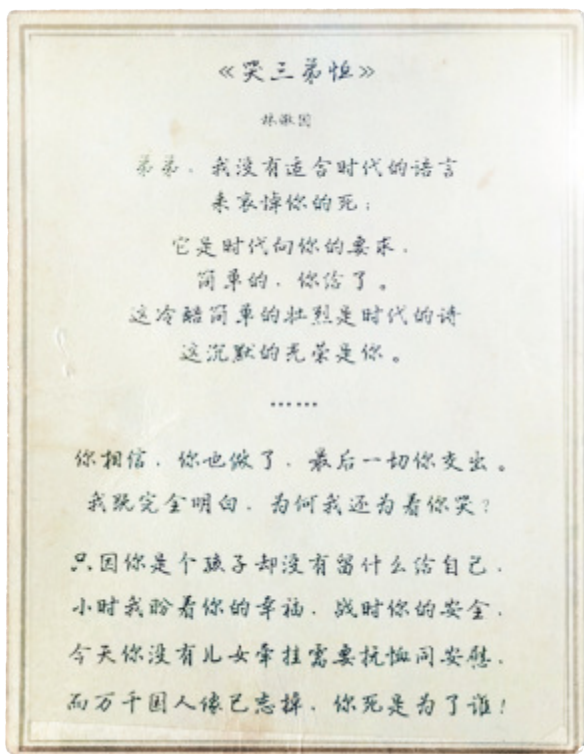 《哭三弟恒》
林徽因
弟弟，我没有适合时代的语言
来哀悼你的死；
它是时代向你的要求，
简单的，你给了。
这冷酷简单的壮烈是时代的诗
这沉默的光荣是你。
……
你相信，你也做了，最后一切你交出。
我既完全明白，为何我还为着你哭？
只因你是个孩子却没有留什么给自己，
小时我盼着你的幸福，战时你的安全，
今天你没有儿女牵挂需要抚恤同安慰，
而万千国人像已忘掉，你死是为了谁！